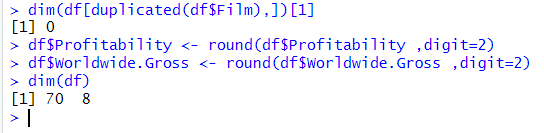 > dim(df[duplicated(df$Film),])[1]
[1] 0
> df$Profitability <- round(df$Profitability ,digit=2)
> df$Worldwide.Gross <- round(df$Worldwide.Gross ,digit=2)
> dim(df)
[1] 70  8
>